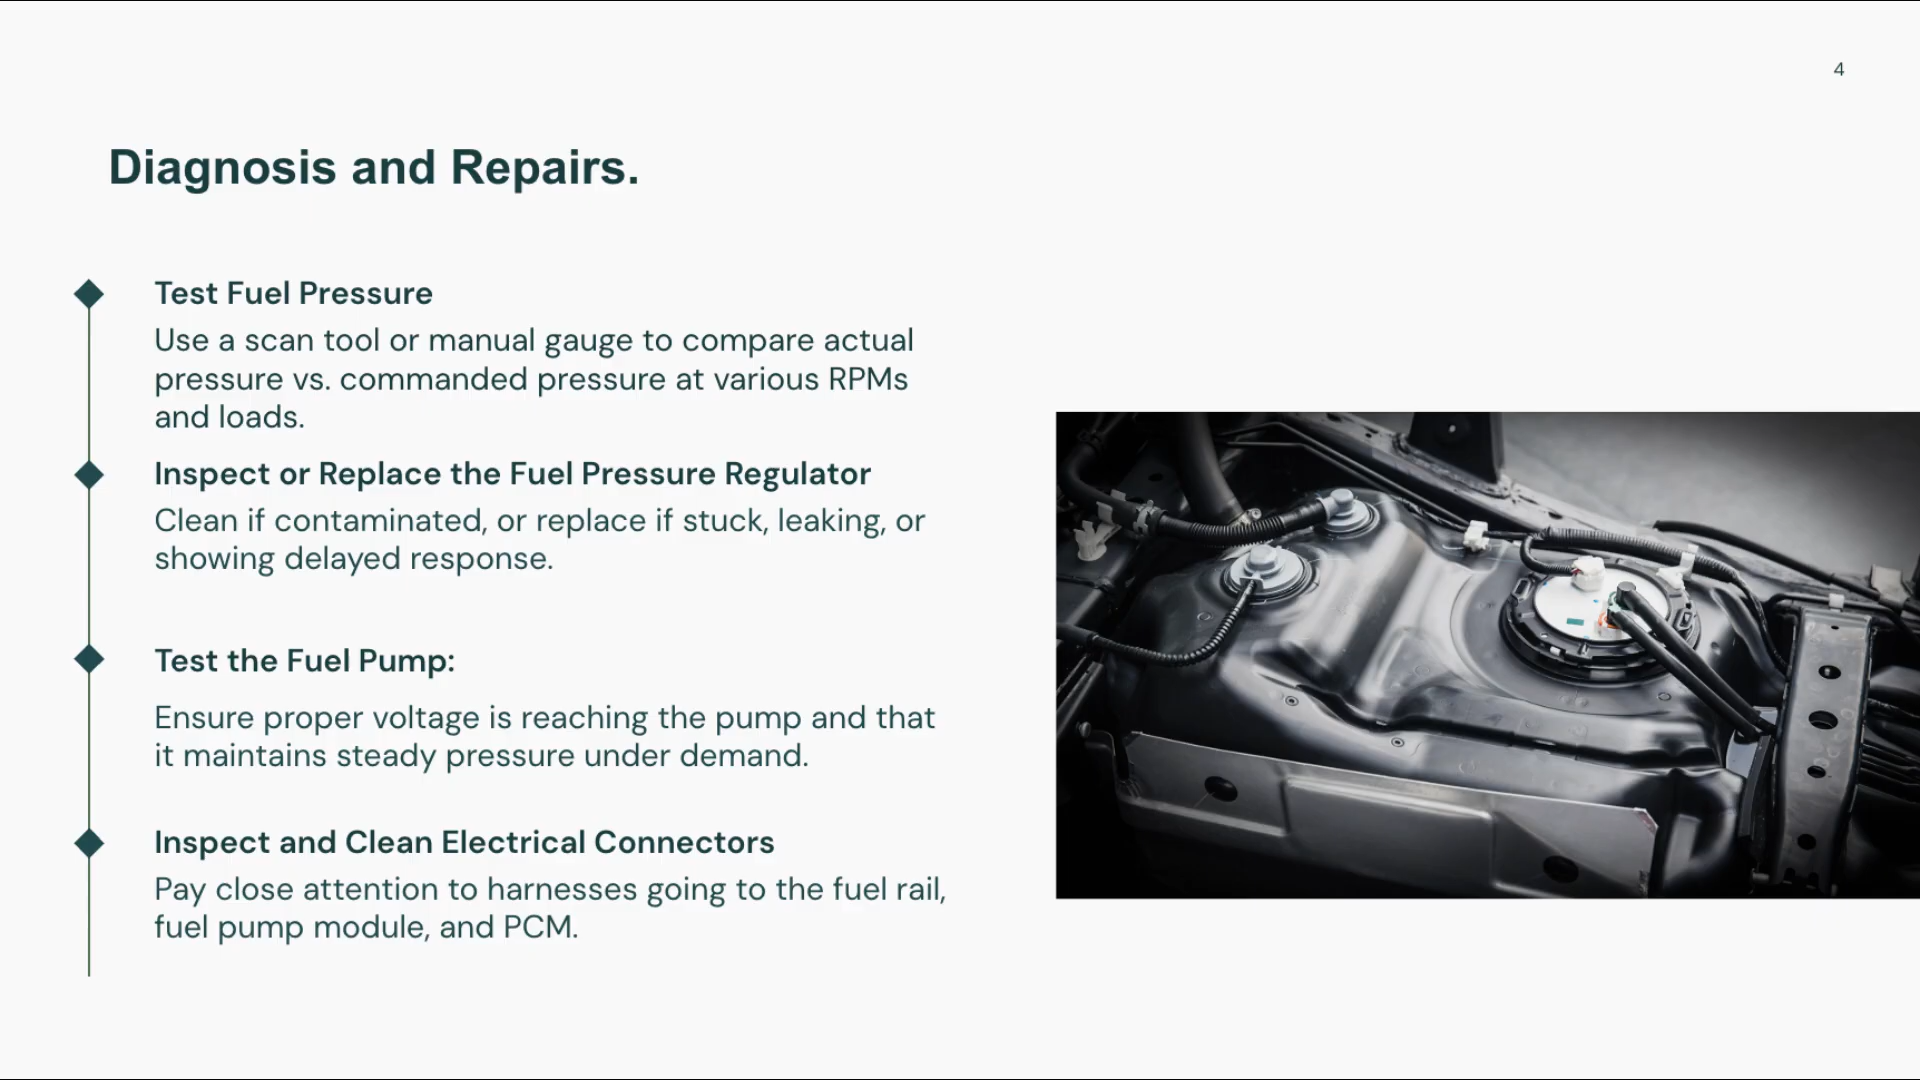 4
Diagnosis and Repairs.
Test Fuel Pressure
Use a scan tool or manual gauge to compare actual
pressure vs. commanded pressure at various RPMs
and loads.
Inspect or Replace the Fuel Pressure Regulator
Clean if contaminated, or replace if stuck, leaking, or
showing delayed response.
Test the Fuel Pump:
Ensure proper voltage is reaching the pump and that
it maintains steady pressure under demand.
Inspect and Clean Electrical Connectors
Pay close attention to harnesses going to the fuel rail,
fuel pump module, and PCM.